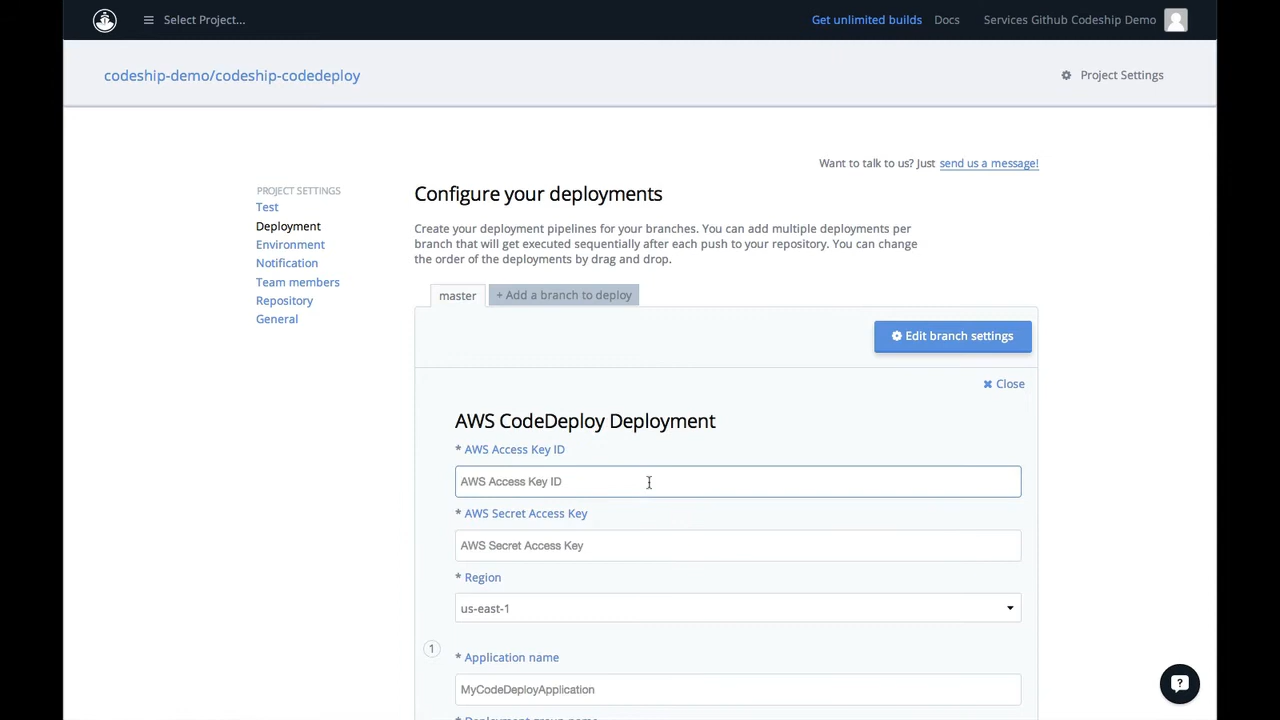 Select Project...
Get unlimited builds
Docs
Services Github Codeship Demo
codeship-demo/codeship-codedeploy
Project Settings
Want to talk to us? Just send us a message!
PROJECT SETTINGS
Test
Deployment
Environment
Notification
Team members
Repository
General
Configure your deployments
Create your deployment pipelines for your branches. You can add multiple deployments per
branch that will get executed sequentially after each push to your repository. You can change
the order of the deployments by drag and drop.
master
+ Add a branch to deploy
Edit branch settings
Close
AWS CodeDeploy Deployment
* AWS Access Key ID
AWS Access Key ID
* AWS Secret Access Key
AWS Secret Access Key
* Region
us-east-1
1
* Application name
MyCodeDeployApplication
* Deployment group name